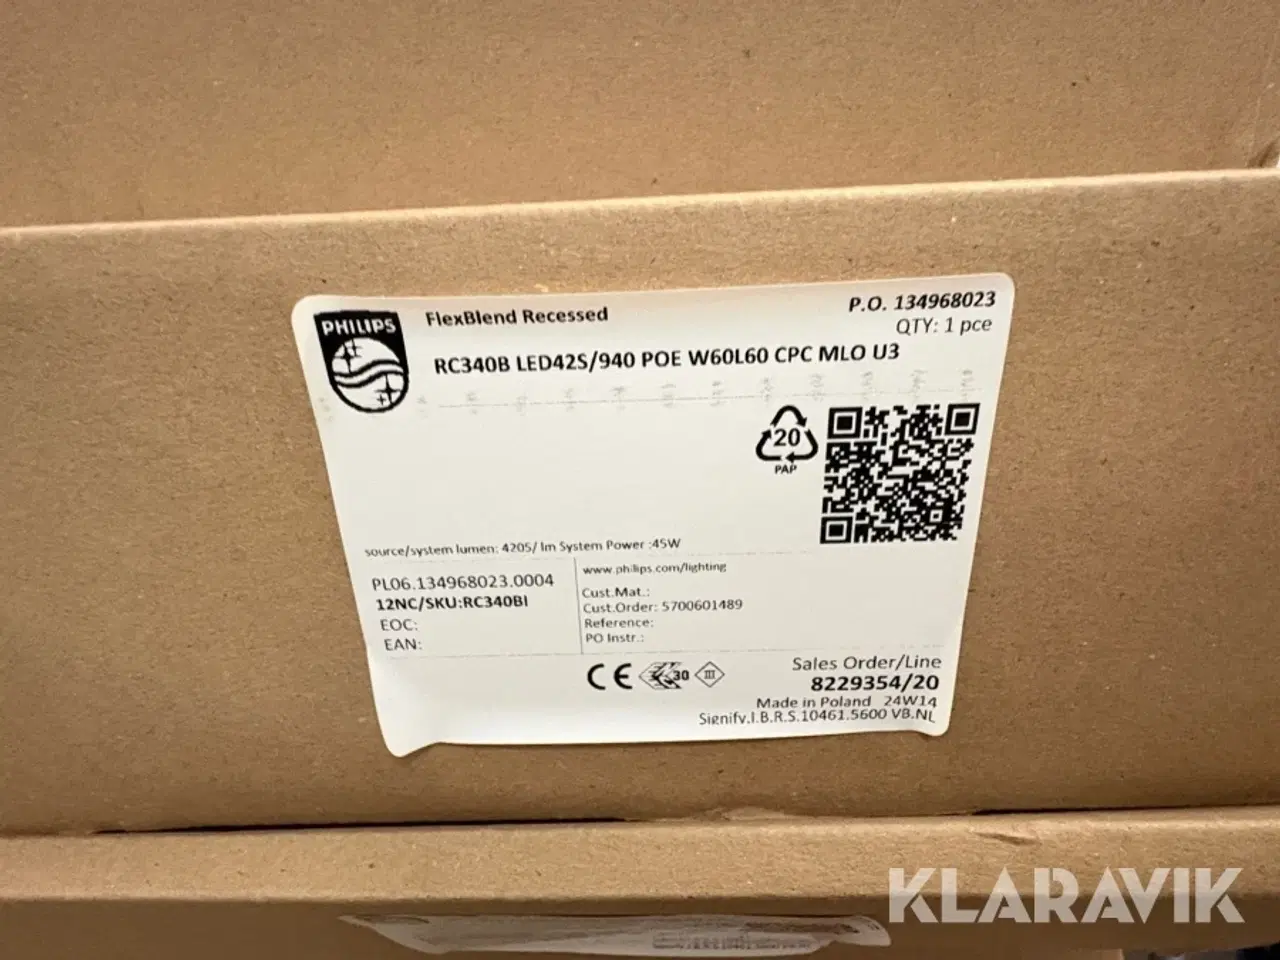 PHILIPS
FlexBlend Recessed
P.O. 134968023
QTY: 1 pce
RC340B LED42S/940 POE W60L60 CPC MLO U3
20
PAP
source/system lumen: 4205/ lm System Power :45W
PL06.134968023.0004
12NC/SKU:RC340BI
EOC:
EAN:
www.philips.com/lighting
Cust.Mat.:
Cust.Order: 5700601489
Reference:
PO Instr.:
CE
30
III
Sales Order/Line
8229354/20
Made in Poland 24W14
Signify.I.B.R.S.10461.5600 VB.NL
KLARAVIK